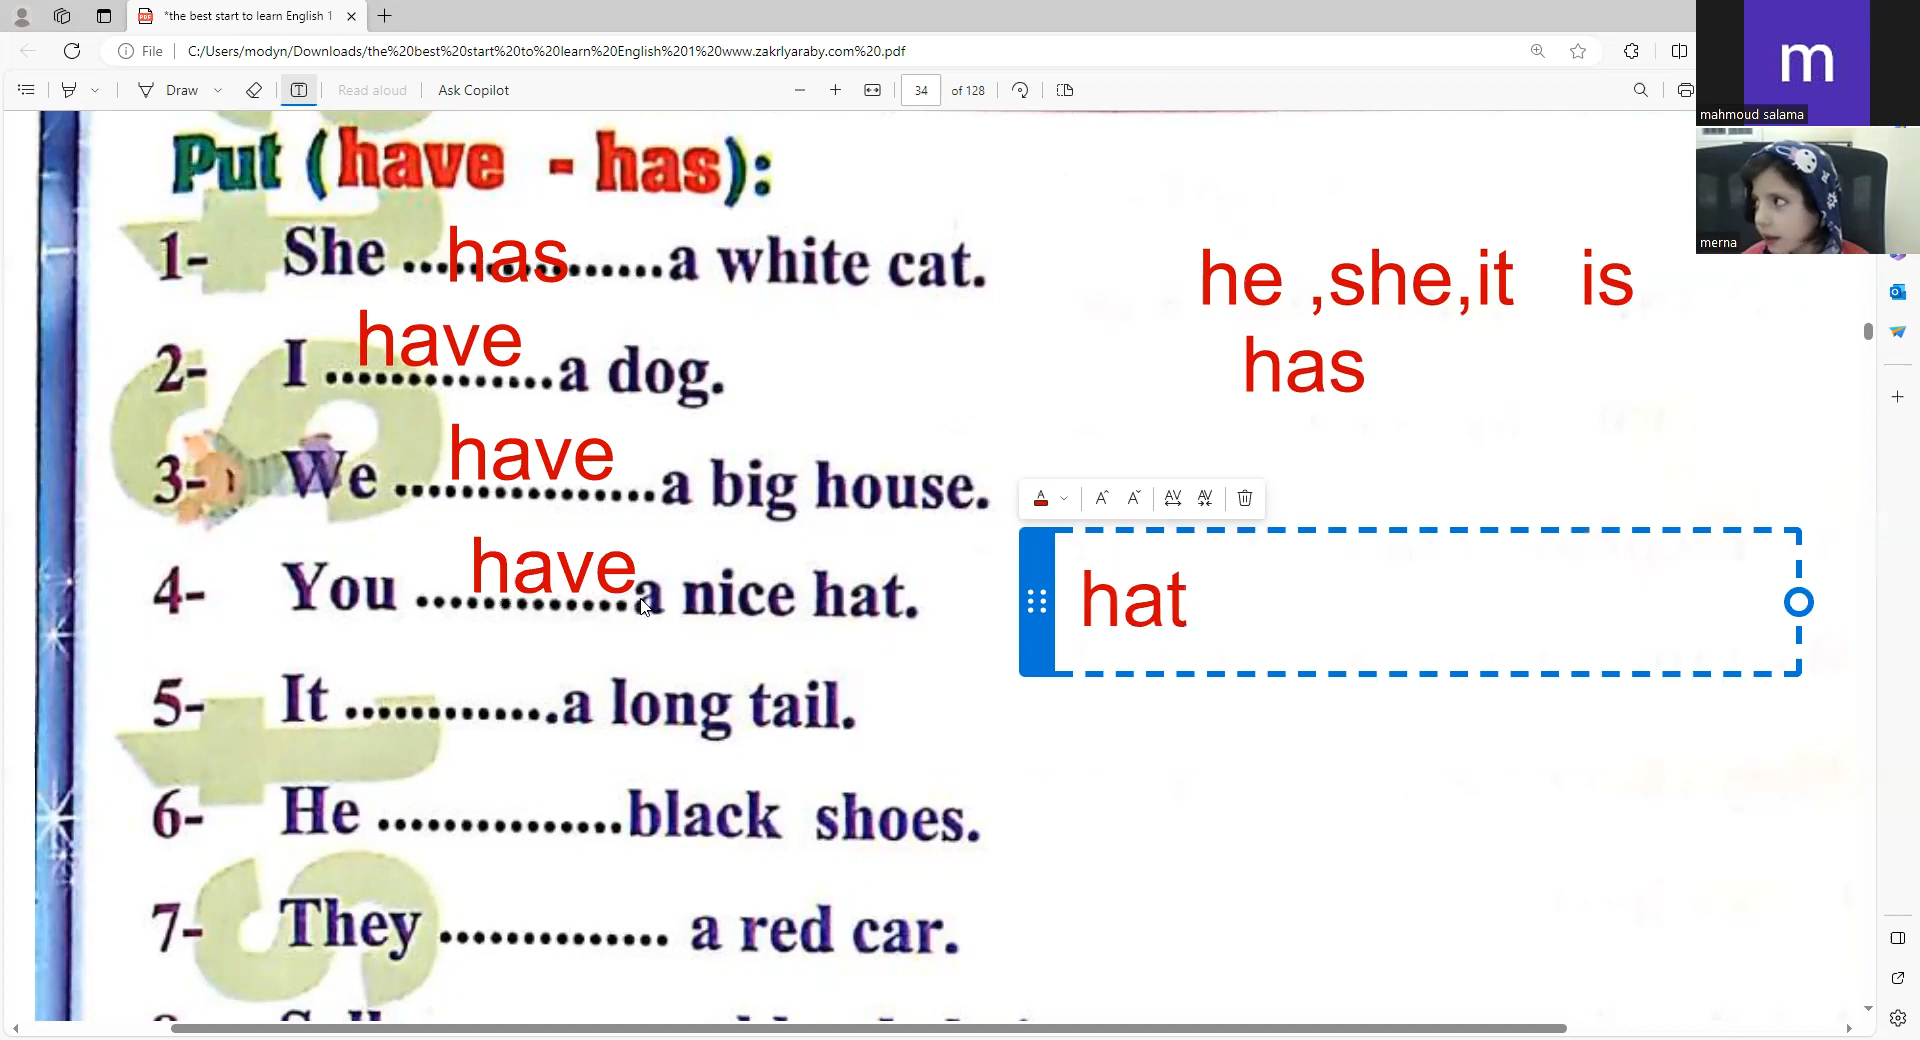 *the best start to learn English 1
File
C:/Users/modyn/Downloads/the%20best%20start%20to%20learn%20English%201%20www.zakrlyaraby.com%20.pdf
Draw
Read aloud
Ask Copilot
34 of 128
m
mahmoud salama
merna
Put (have - has):
1- She ...has...a white cat.
he ,she,it is
has
2- I ...have...a dog.
3- We ...have...a big house.
4- You ...have...a nice hat.
hat
5- It ..............a long tail.
6- He ...............black shoes.
7- They .............. a red car.